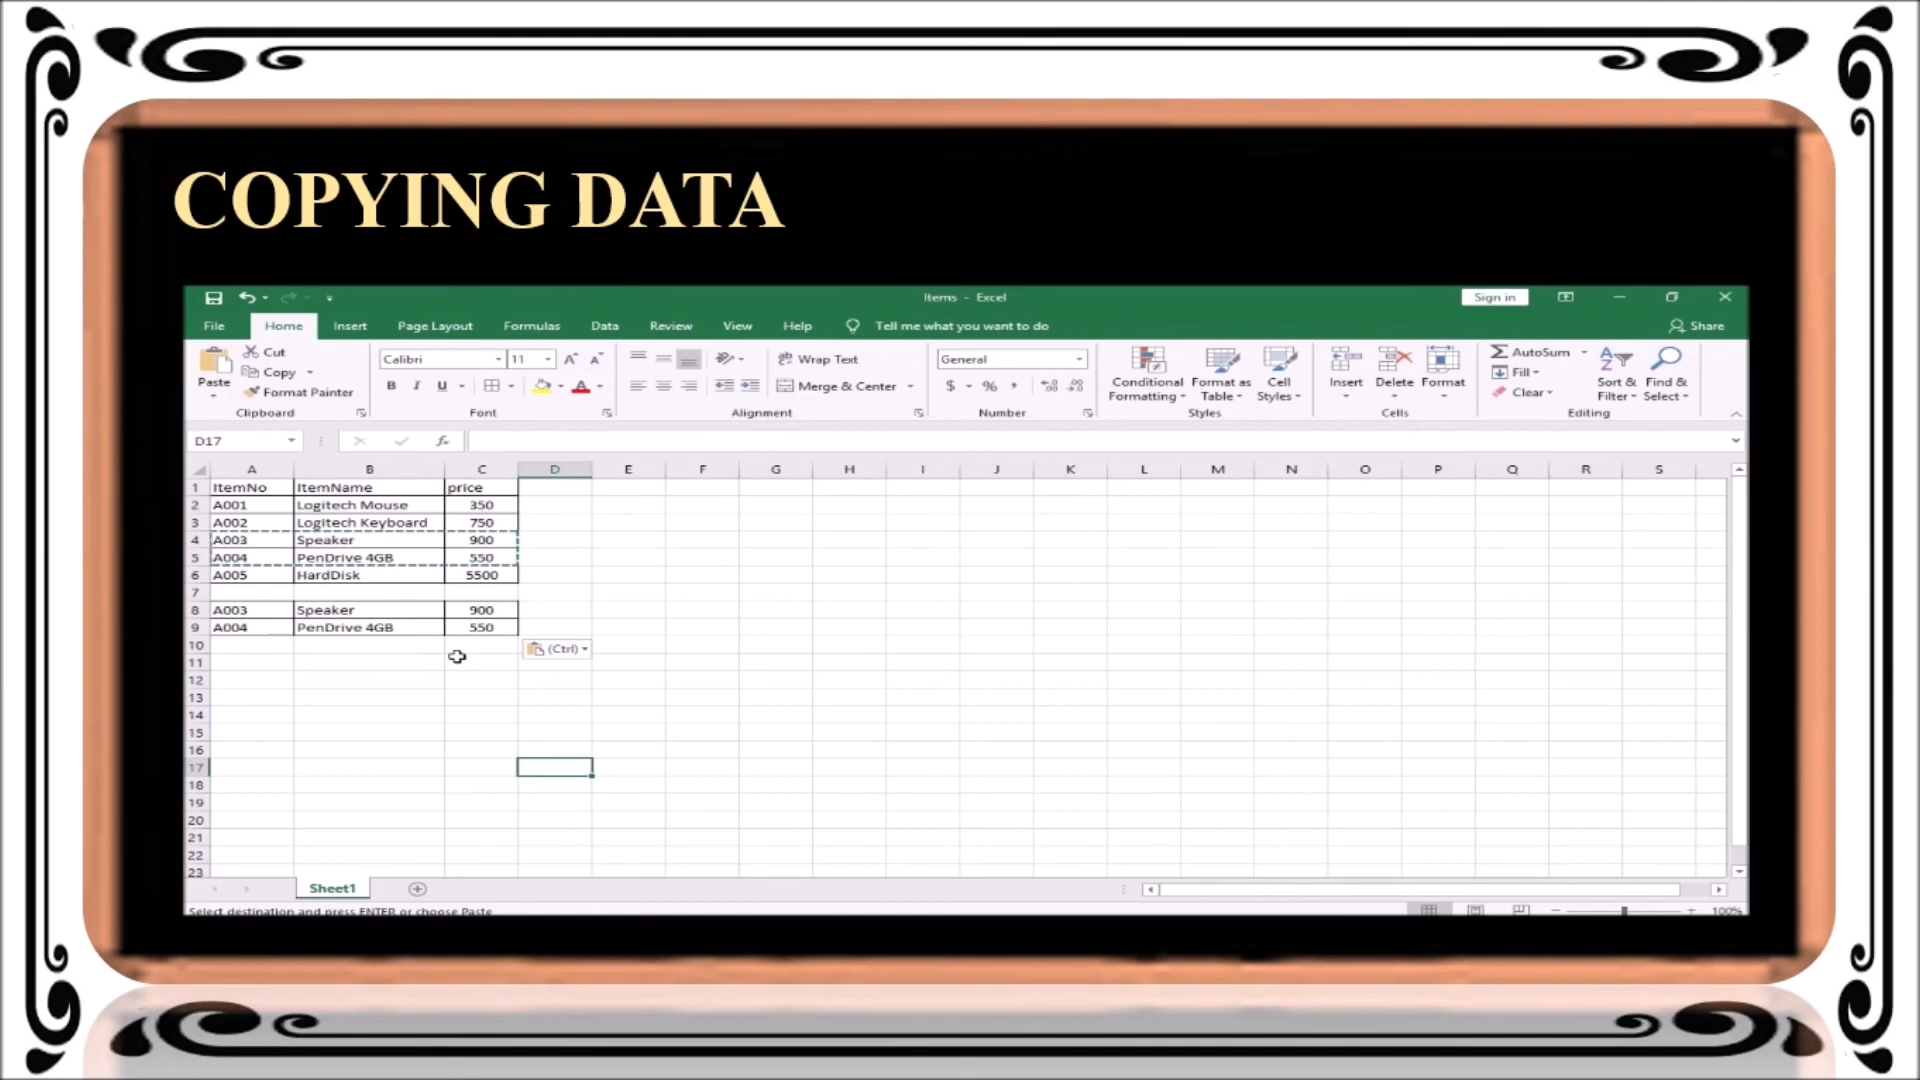 COPYING DATA
Items - Excel
Sign in
File Home Insert Page Layout Formulas Data Review View Help Tell me what you want to do Share
Paste
Cut
Copy
Format Painter
Clipboard
Calibri 11
B I U A
Font
Wrap Text
Merge & Center
Alignment
General
$ % ,
Number
Conditional Formatting
Format as Table
Cell Styles
Styles
Insert
Delete
Format
Cells
AutoSum
Fill
Clear
Sort & Filter
Find & Select
Editing
D17 fx
A B C D E F G H I J K L M N O P Q R S
1 ItemNo ItemName price
2 A001 Logitech Mouse 350
3 A002 Logitech Keyboard 750
4 A003 Speaker 900
5 A004 PenDrive 4GB 550
6 A005 HardDisk 5500
7
8 A003 Speaker 900
9 A004 PenDrive 4GB 550
10 (Ctrl)
11
12
13
14
15
16
17
18
19
20
21
22
23
Sheet1
Select destination and press ENTER or choose Paste
100%